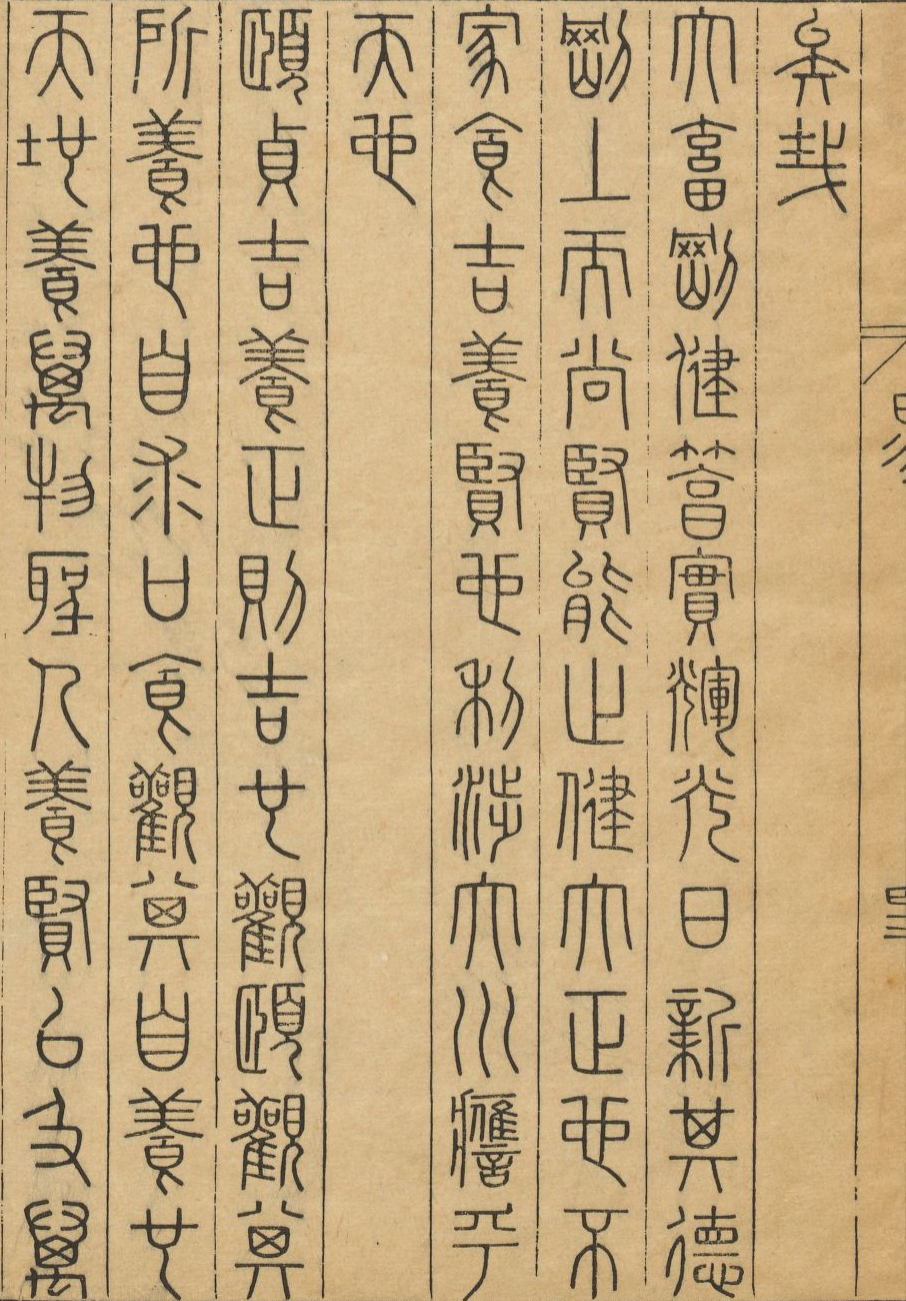 矣哉
大畜剛健篤實輝光日新其德
剛上而尚賢能止健大正也不
家食吉養賢也利涉大川應乎
天也
頤貞吉養正則吉也觀頤觀其
所養也自求口食觀其自養也
天地養萬物聖人養賢以及萬